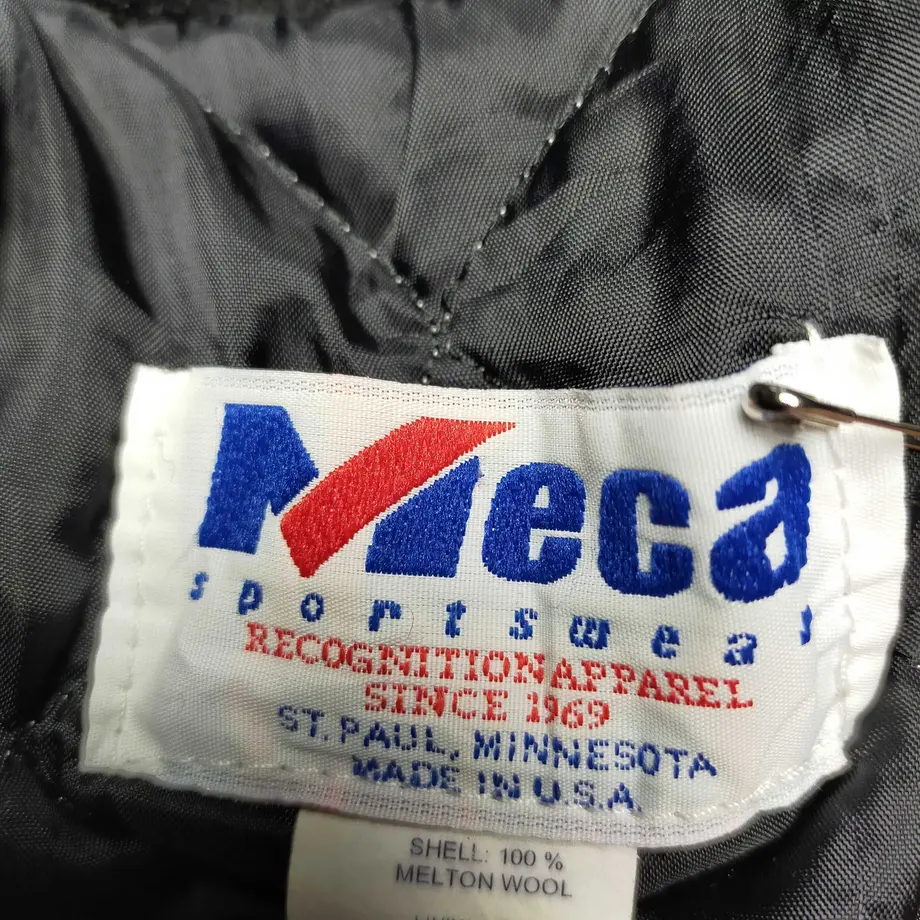 Meca
sportswear
RECOGNITION APPAREL
SINCE 1969
ST. PAUL, MINNESOTA
MADE IN U.S.A.
SHELL: 100 %
MELTON WOOL